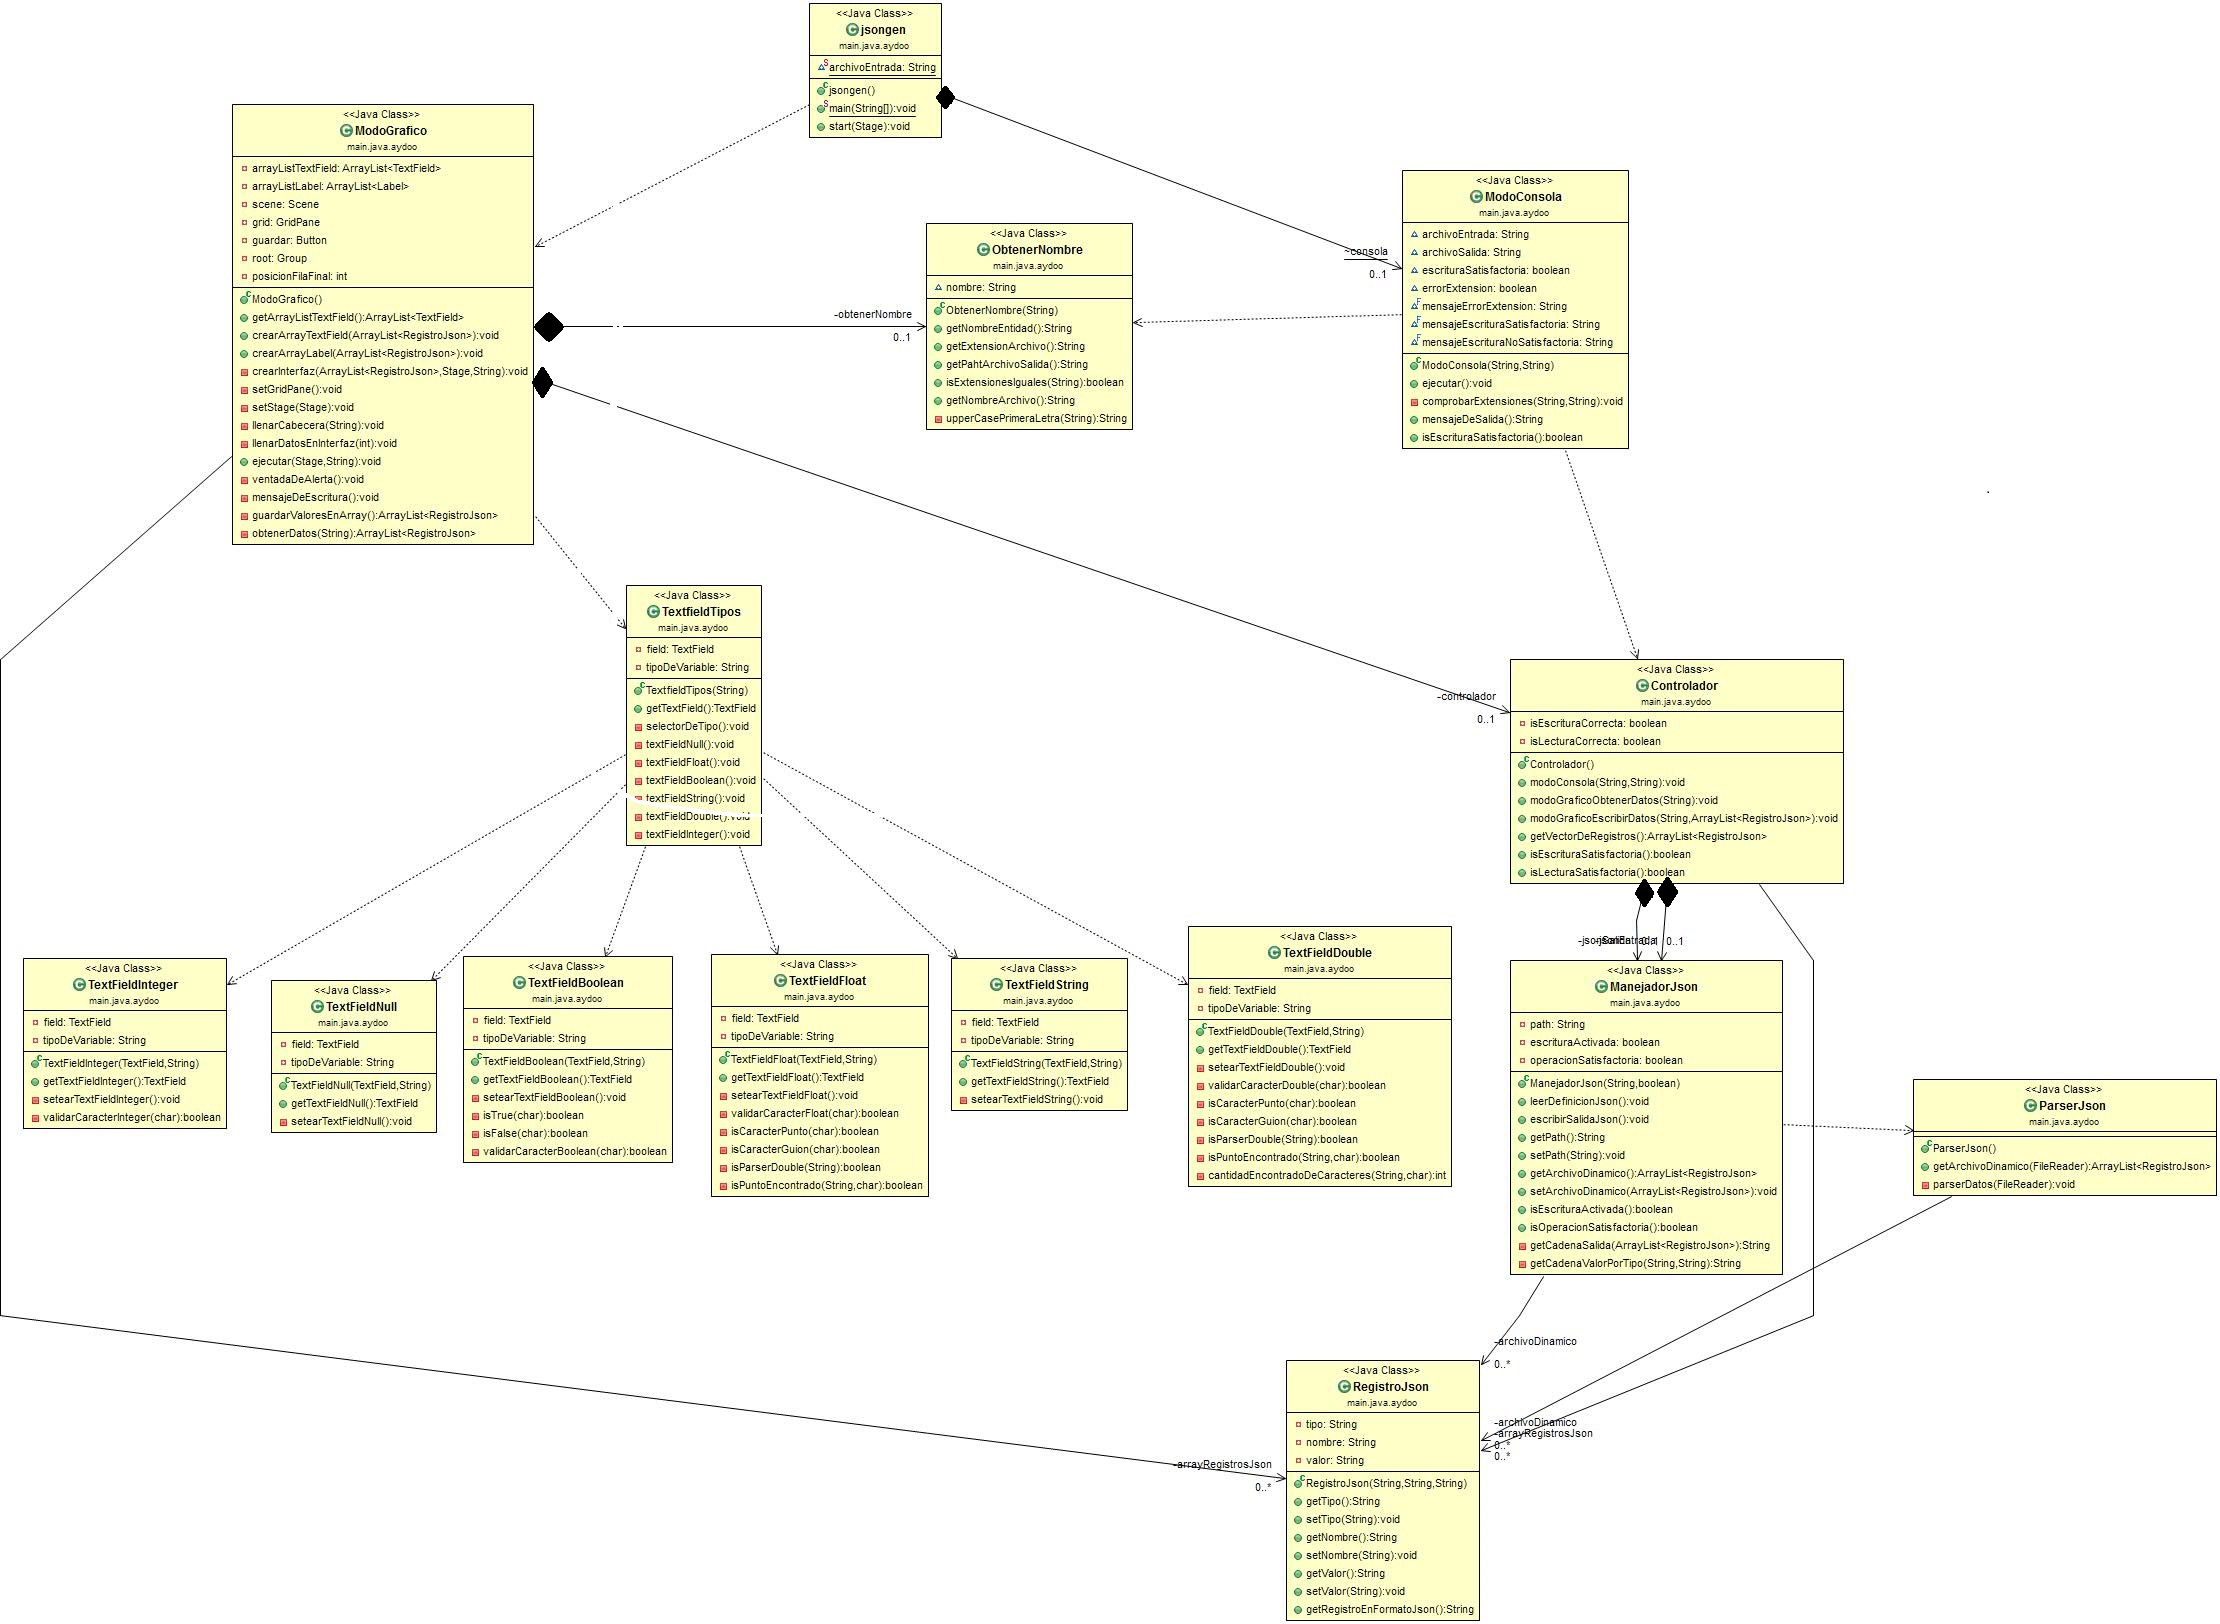 <<Java Class>>
jsongen
main.java.aydoo
archivoEntrada: String
jsongen()
main(String[]):void
start(Stage):void
<<Java Class>>
ModoGrafico
main.java.aydoo
arrayListTextField: ArrayList<TextField>
arrayListLabel: ArrayList<Label>
scene: Scene
grid: GridPane
guardar: Button
root: Group
posicionFilaFinal: int
ModoGrafico()
getArrayListTextField():ArrayList<TextField>
crearArrayTextField(ArrayList<RegistroJson>):void
crearArrayLabel(ArrayList<RegistroJson>):void
crearInterfaz(ArrayList<RegistroJson>,Stage,String):void
setGridPane():void
setStage(Stage):void
llenarCabecera(String):void
llenarDatosEnInterfaz(int):void
ejecutar(Stage,String):void
ventadaDeAlerta():void
mensajeDeEscritura():void
guardarValoresEnArray():ArrayList<RegistroJson>
obtenerDatos(String):ArrayList<RegistroJson>
-obtenerNombre
0..1
<<Java Class>>
ObtenerNombre
main.java.aydoo
nombre: String
ObtenerNombre(String)
getNombreEntidad():String
getExtensionArchivo():String
getPahtArchivoSalida():String
isExtensionesIguales(String):boolean
getNombreArchivo():String
upperCasePrimeraLetra(String):String
~consola
0..1
<<Java Class>>
ModoConsola
main.java.aydoo
archivoEntrada: String
archivoSalida: String
escrituraSatisfactoria: boolean
errorExtension: boolean
mensajeErrorExtension: String
mensajeEscrituraSatisfactoria: String
mensajeEscrituraNoSatisfactoria: String
ModoConsola(String,String)
ejecutar():void
comprobarExtensiones(String,String):void
mensajeDeSalida():String
isEscrituraSatisfactoria():boolean
<<Java Class>>
TextfieldTipos
main.java.aydoo
field: TextField
tipoDeVariable: String
TextfieldTipos(String)
getTextField():TextField
selectorDeTipo():void
textFieldNull():void
textFieldFloat():void
textFieldBoolean():void
textFieldString():void
textFieldDouble():void
textFieldInteger():void
-controlador
0..1
<<Java Class>>
Controlador
main.java.aydoo
isEscrituraCorrecta: boolean
isLecturaCorrecta: boolean
Controlador()
modoConsola(String,String):void
modoGraficoObtenerDatos(String):void
modoGraficoEscribirDatos(String,ArrayList<RegistroJson>):void
getVectorDeRegistros():ArrayList<RegistroJson>
isEscrituraSatisfactoria():boolean
isLecturaSatisfactoria():boolean
0..1
<<Java Class>>
TextFieldInteger
main.java.aydoo
field: TextField
tipoDeVariable: String
TextFieldInteger(TextField,String)
getTextFieldInteger():TextField
setearTextFieldInteger():void
validarCaracterInteger(char):boolean
<<Java Class>>
TextFieldNull
main.java.aydoo
field: TextField
tipoDeVariable: String
TextFieldNull(TextField,String)
getTextFieldNull():TextField
setearTextFieldNull():void
<<Java Class>>
TextFieldBoolean
main.java.aydoo
field: TextField
tipoDeVariable: String
TextFieldBoolean(TextField,String)
getTextFieldBoolean():TextField
setearTextFieldBoolean():void
isTrue(char):boolean
isFalse(char):boolean
validarCaracterBoolean(char):boolean
<<Java Class>>
TextFieldFloat
main.java.aydoo
field: TextField
tipoDeVariable: String
TextFieldFloat(TextField,String)
getTextFieldFloat():TextField
setearTextFieldFloat():void
validarCaracterFloat(char):boolean
isCaracterPunto(char):boolean
isCaracterGuion(char):boolean
isParserDouble(String):boolean
isPuntoEncontrado(String,char):boolean
<<Java Class>>
TextFieldString
main.java.aydoo
field: TextField
tipoDeVariable: String
TextFieldString(TextField,String)
getTextFieldString():TextField
setearTextFieldString():void
<<Java Class>>
TextFieldDouble
main.java.aydoo
field: TextField
tipoDeVariable: String
TextFieldDouble(TextField,String)
getTextFieldDouble():TextField
setearTextFieldDouble():void
validarCaracterDouble(char):boolean
isCaracterPunto(char):boolean
isCaracterGuion(char):boolean
isParserDouble(String):boolean
isPuntoEncontrado(String,char):boolean
cantidadEncontradoDeCaracteres(String,char):int
<<Java Class>>
ManejadorJson
main.java.aydoo
path: String
escrituraActivada: boolean
operacionSatisfactoria: boolean
ManejadorJson(String,boolean)
leerDefinicionJson():void
escribirSalidaJson():void
getPath():String
setPath(String):void
getArchivoDinamico():ArrayList<RegistroJson>
setArchivoDinamico(ArrayList<RegistroJson>):void
isEscrituraActivada():boolean
isOperacionSatisfactoria():boolean
getCadenaSalida(ArrayList<RegistroJson>):String
getCadenaValorPorTipo(String,String):String
<<Java Class>>
ParserJson
main.java.aydoo
ParserJson()
getArchivoDinamico(FileReader):ArrayList<RegistroJson>
parserDatos(FileReader):void
-archivoDinamico
0..*
-archivoDinamico
-arrayRegistrosJson
0..*
0..*
-arrayRegistrosJson
0..*
<<Java Class>>
RegistroJson
main.java.aydoo
tipo: String
nombre: String
valor: String
RegistroJson(String,String,String)
getTipo():String
setTipo(String):void
getNombre():String
setNombre(String):void
getValor():String
setValor(String):void
getRegistroEnFormatoJson():String